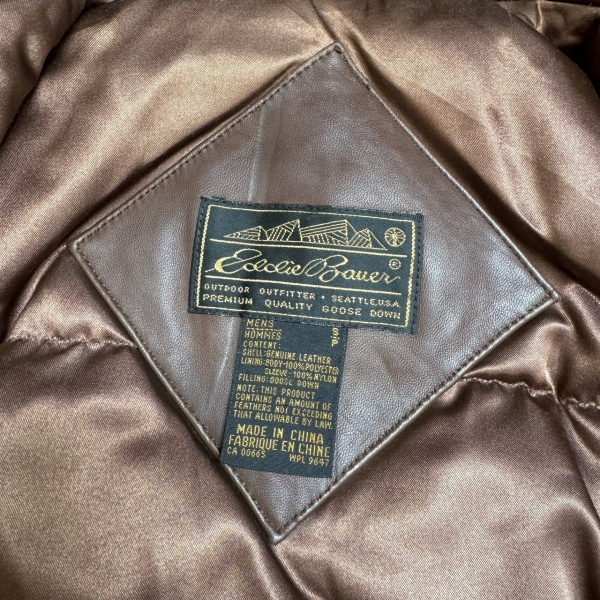 Eddie Bauer ®
OUTDOOR OUTFITTER • SEATTLE,U.S.A.
PREMIUM QUALITY GOOSE DOWN
MENS S/P
HOMMES
CONTENT:
SHELL:GENUINE LEATHER
LINING:BODY-100%POLYESTER
SLEEVE-100%NYLON
FILLING:GOOSE DOWN
NOTE:THIS PRODUCT
CONTAINS AN AMOUNT OF
FEATHERS NOT EXCEEDING
THAT ALLOWABLE BY LAW.
MADE IN CHINA
FABRIQUE EN CHINE
CA 00665 WPL 9647